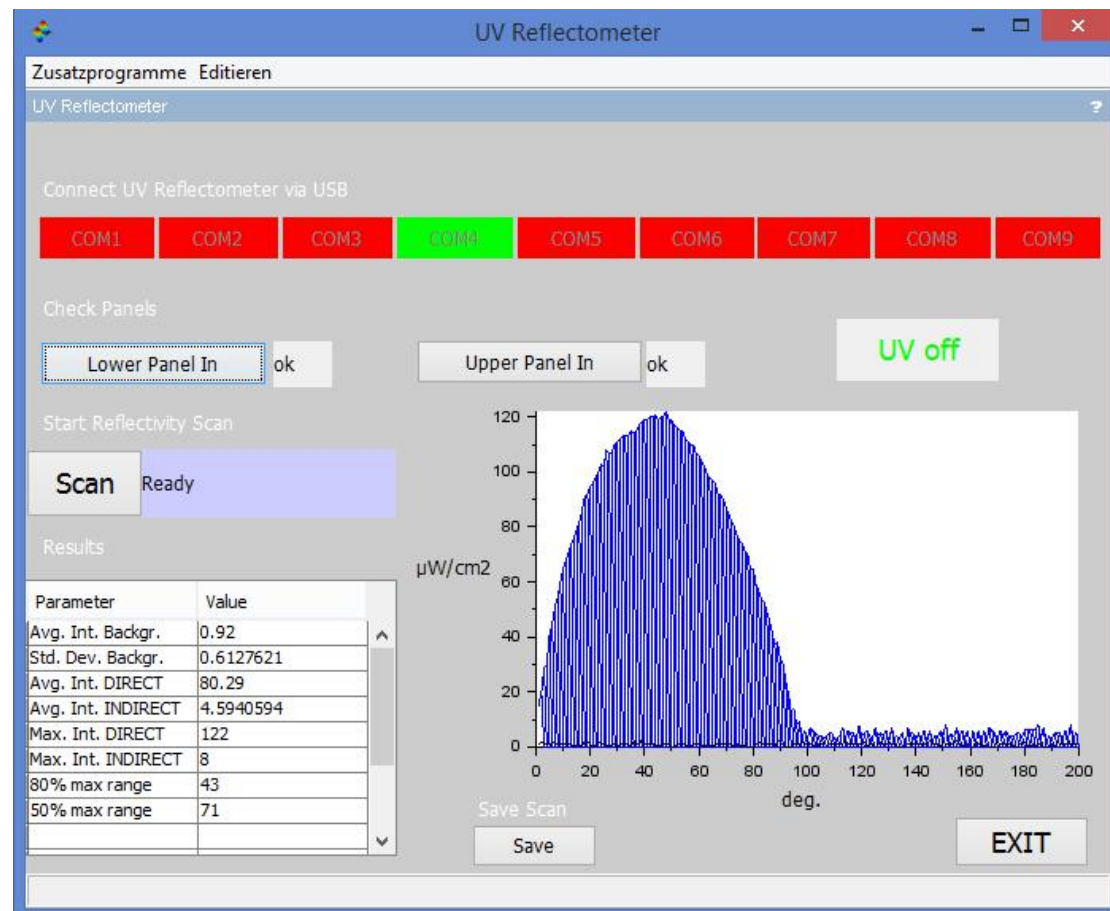 UV Reflectometer
Zusatzprogramme Editieren
UV Reflectometer ?
Connect UV Reflectometer via USB
COM1 COM2 COM3 COM4 COM5 COM6 COM7 COM8 COM9
Check Panels
Lower Panel In ok Upper Panel In ok UV off
Start Reflectivity Scan
Scan Ready
Results
Parameter Value
Avg. Int. Backgr. 0.92
Std. Dev. Backgr. 0.6127621
Avg. Int. DIRECT 80.29
Avg. Int. INDIRECT 4.5940594
Max. Int. DIRECT 122
Max. Int. INDIRECT 8
80% max range 43
50% max range 71
120
100
80
µW/cm2
60
40
20
0
0 20 40 60 80 100 120 140 160 180 200
deg.
Save Scan
Save
EXIT